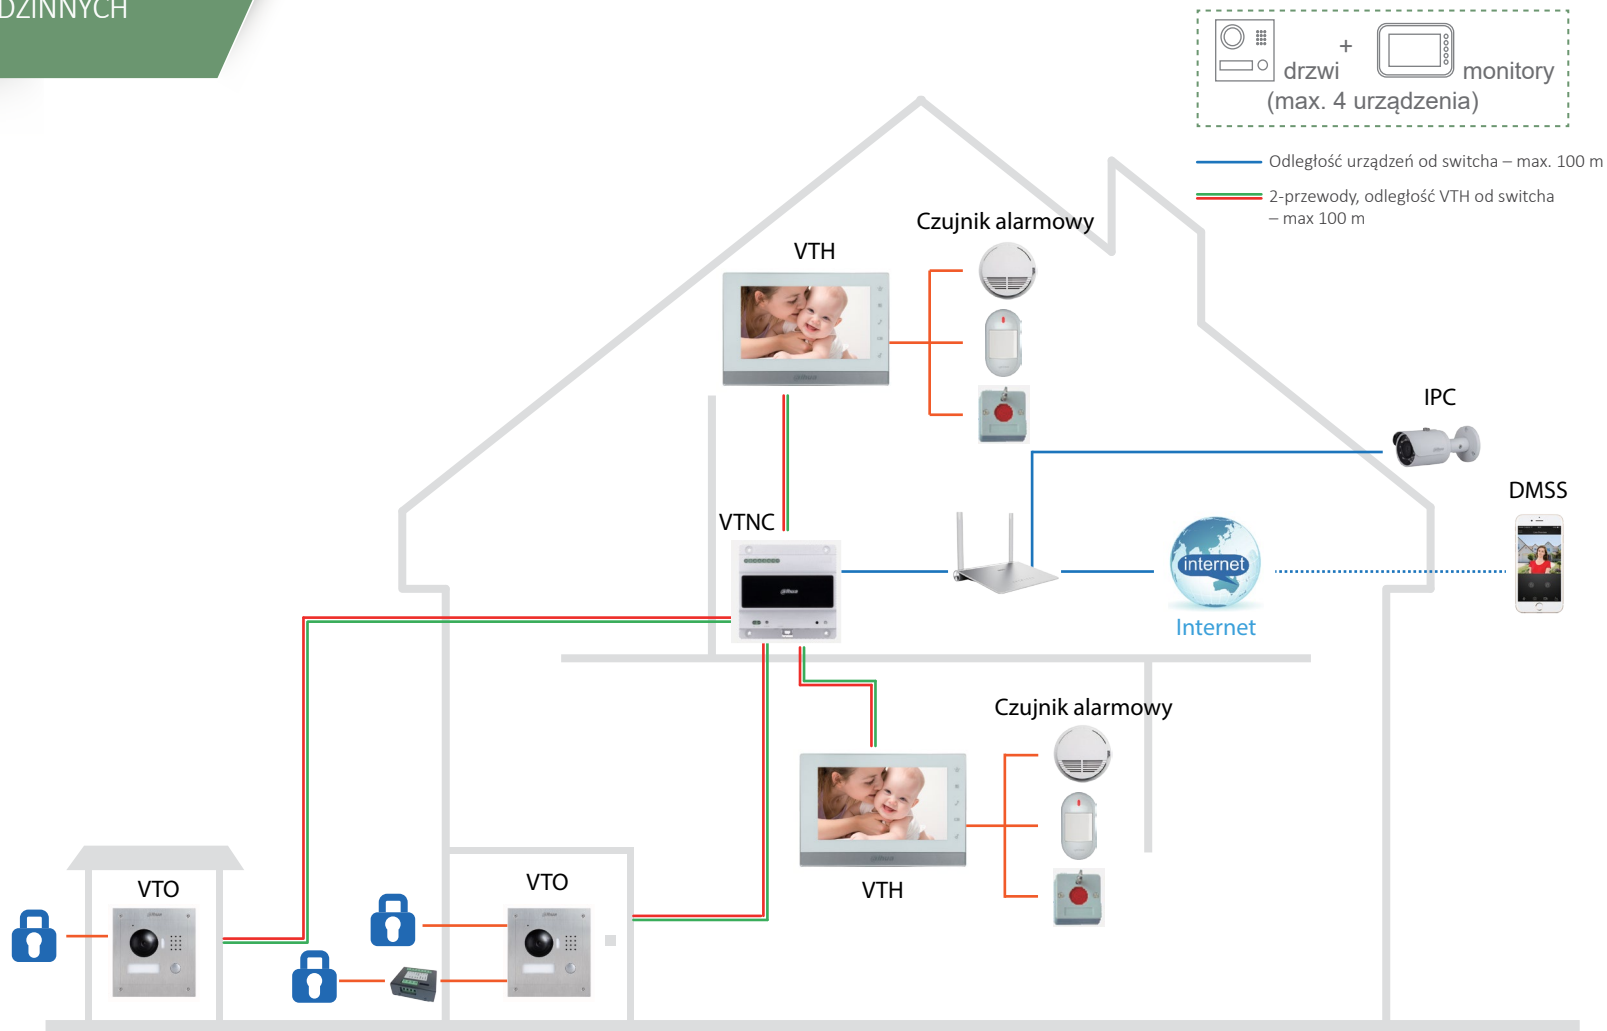 DZINNYCH
drzwi
+
monitory
(max. 4 urządzenia)
Odległość urządzeń od switcha – max. 100 m
2-przewody, odległość VTH od switcha
– max 100 m
Czujnik alarmowy
VTH
IPC
DMSS
VTNC
internet
Internet
Czujnik alarmowy
VTH
VTO
VTO